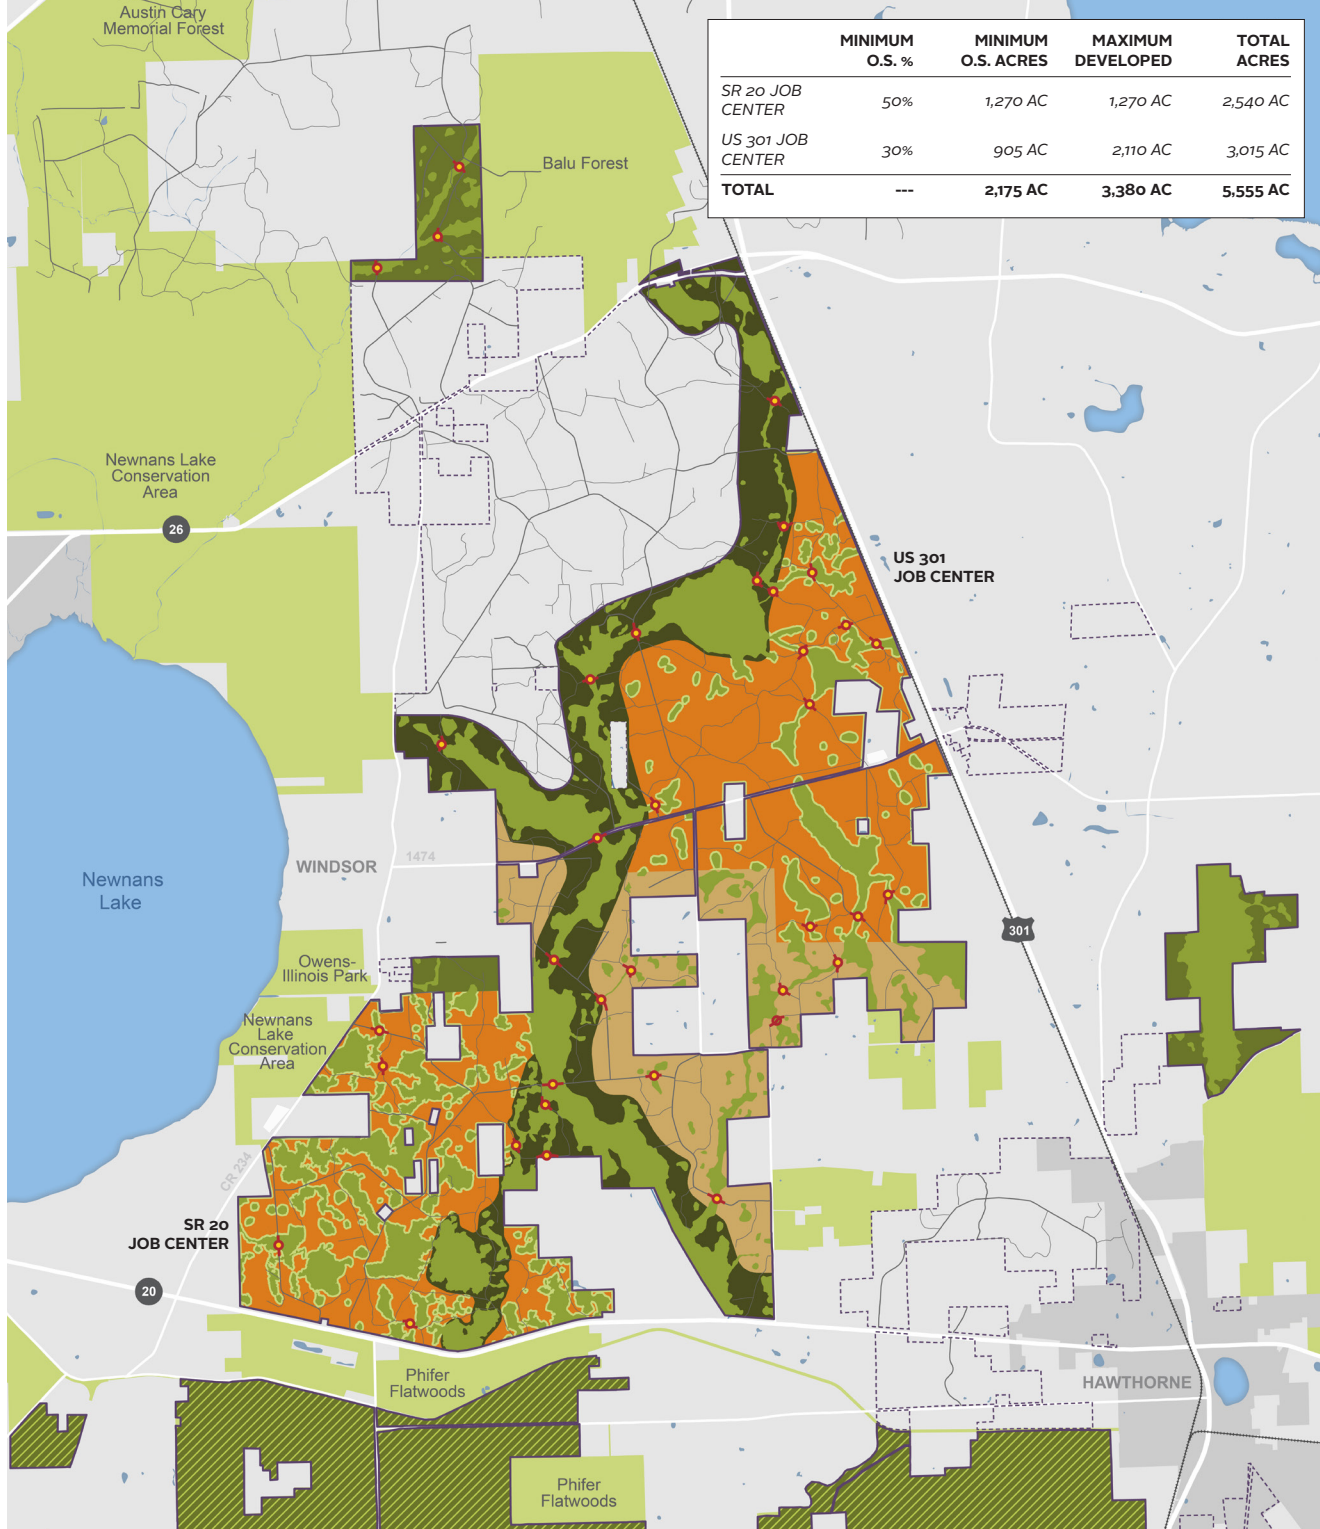 Austin Cary
Memorial Forest
MINIMUM
O.S. %
MINIMUM
O.S. ACRES
MAXIMUM
DEVELOPED
TOTAL
ACRES
SR 20 JOB
CENTER
50%
1,270 AC
1,270 AC
2,540 AC
US 301 JOB
CENTER
30%
905 AC
2,110 AC
3,015 AC
TOTAL
---
2,175 AC
3,380 AC
5,555 AC
Balu Forest
Newnans Lake
Conservation
Area
26
US 301
JOB CENTER
WINDSOR
1474
Newnans
Lake
301
Owens-
Illinois Park
Newnans
Lake
Conservation
Area
CR 234
SR 20
JOB CENTER
20
Phifer
Flatwoods
HAWTHORNE
Phifer
Flatwoods